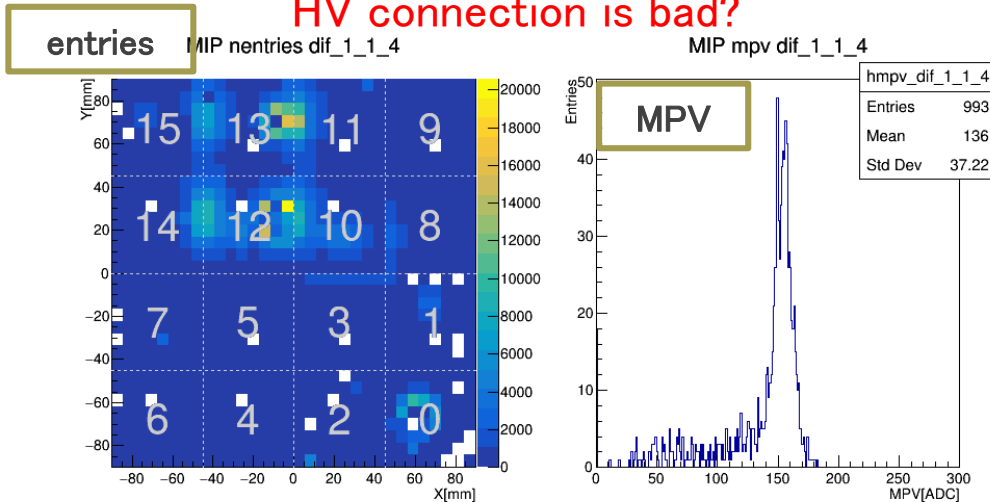 HV connection is bad?
entries
MIP nentries dif_1_1_4
Y[mm]
80
60
40
20
0
−20
−40
−60
−80
15 13 11 9
14 12 10 8
7 5 3 1
6 4 2 0
−80 −60 −40 −20 0 20 40 60 80
X[mm]
20000
18000
16000
14000
12000
10000
8000
6000
4000
2000
0
MIP mpv dif_1_1_4
MPV
hmpv_dif_1_1_4
Entries 993
Mean 136
Std Dev 37.22
Entries
50
40
30
20
10
0
0 50 100 150 200 250 300
MPV[ADC]